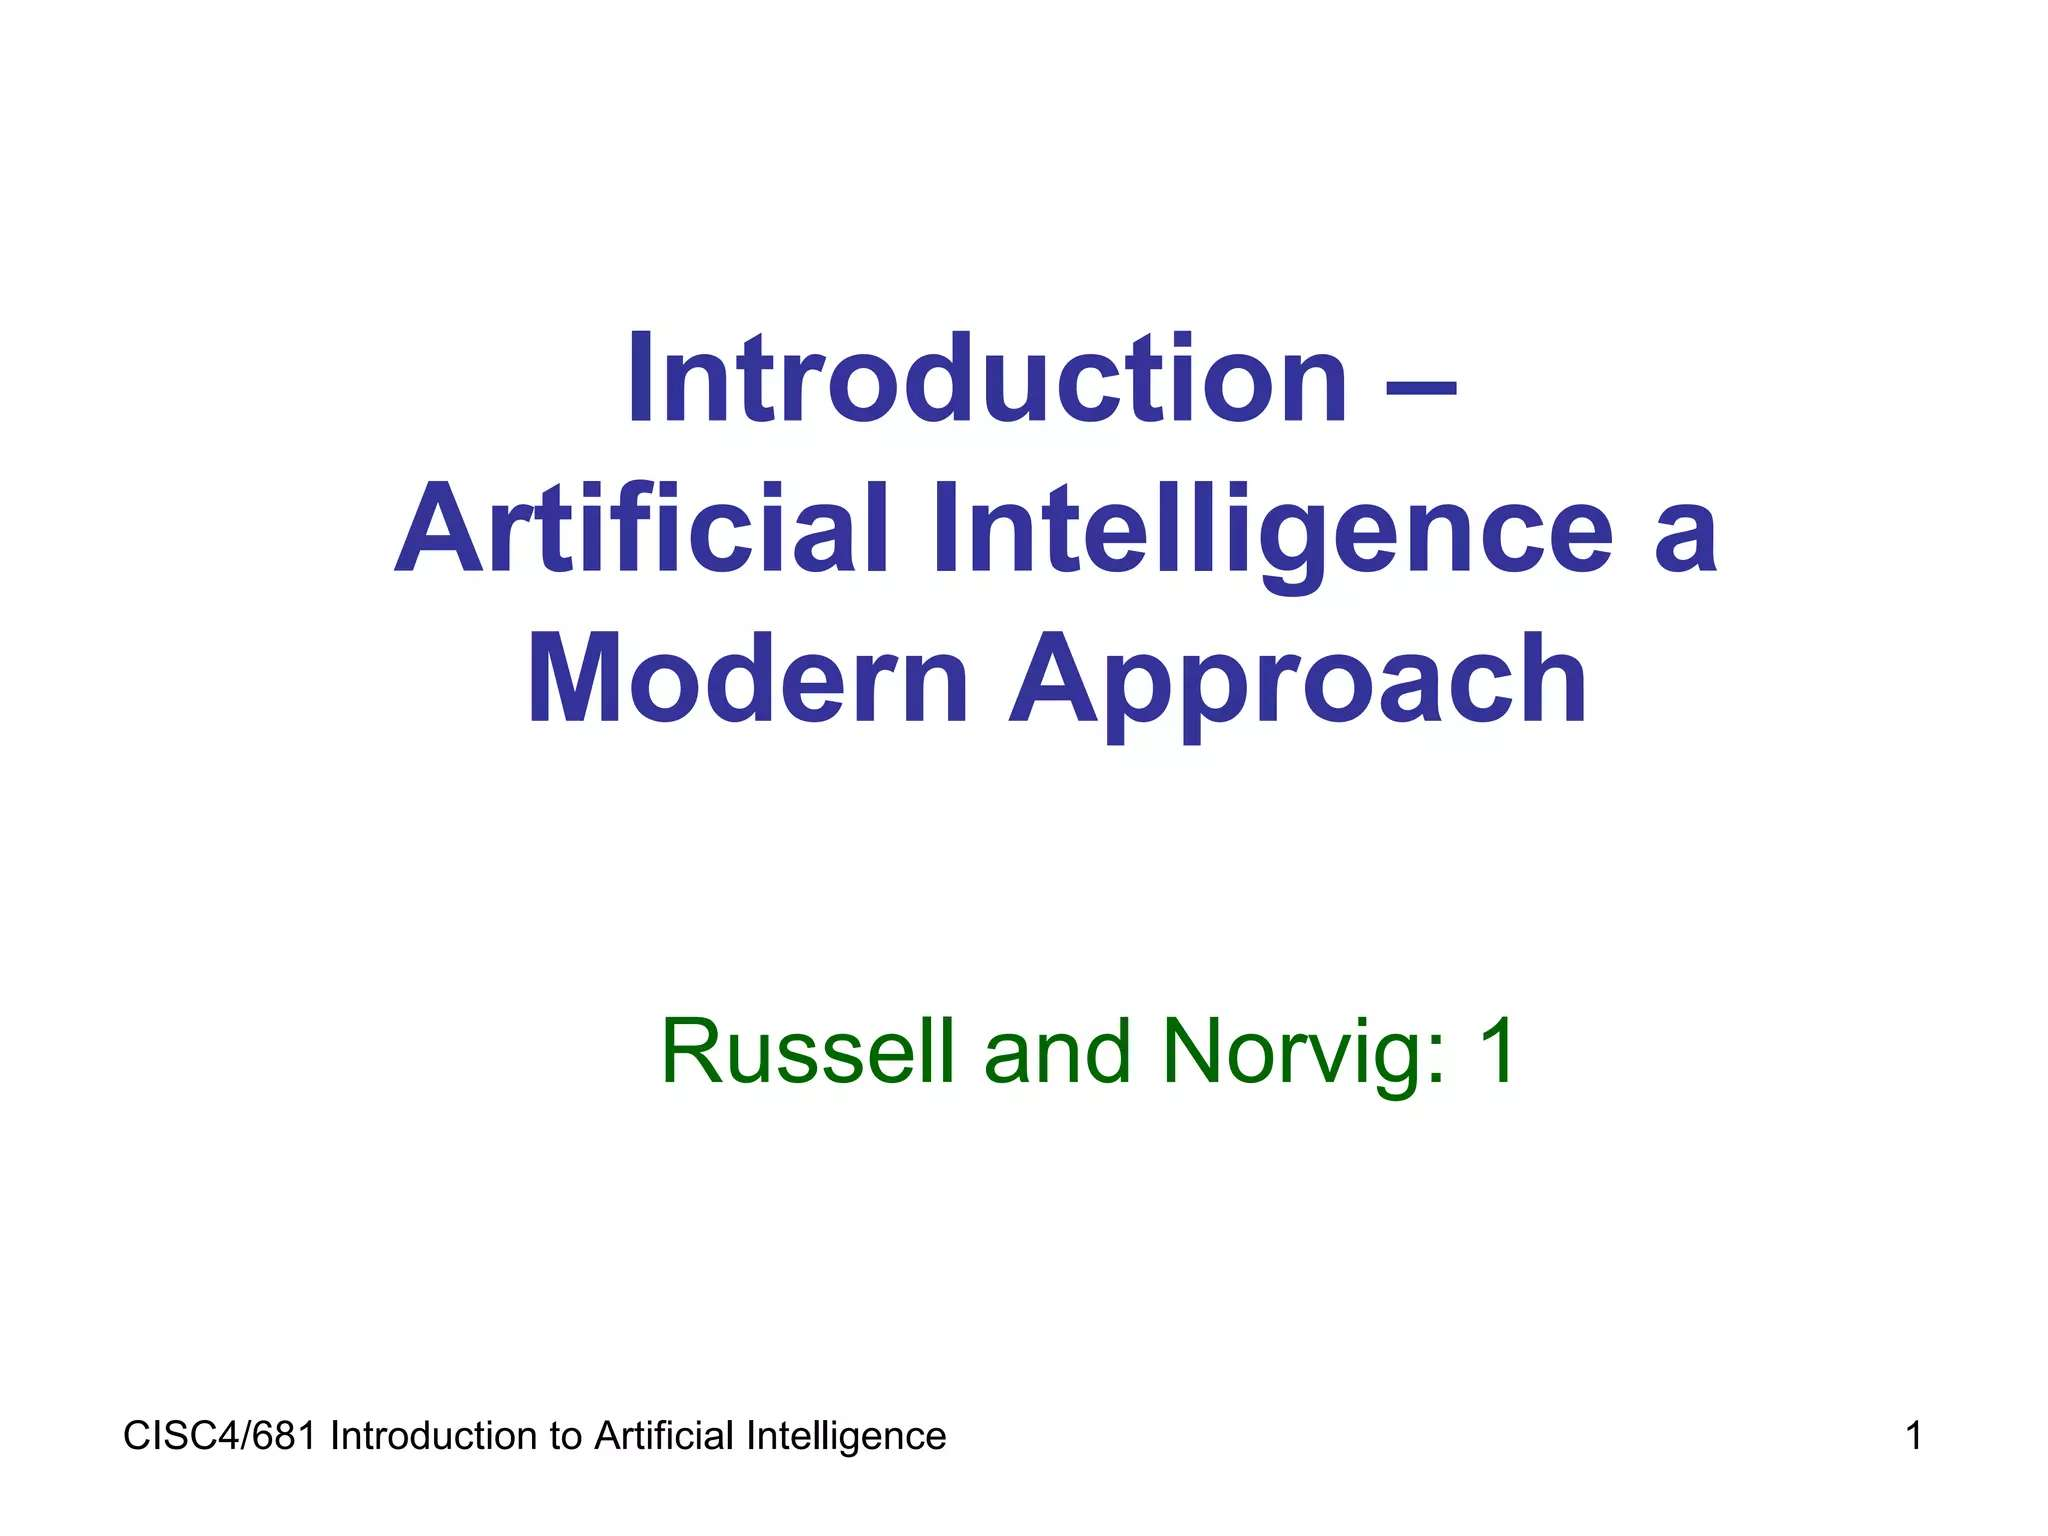 Introduction –
Artificial Intelligence a
Modern Approach
Russell and Norvig: 1
CISC4/681 Introduction to Artificial Intelligence
1